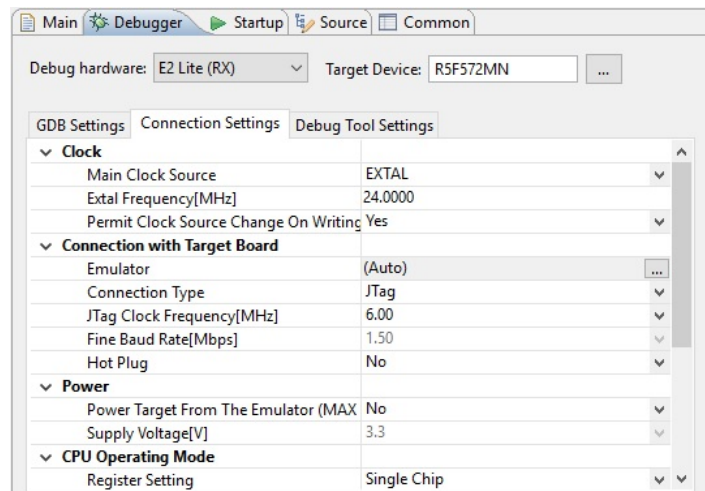 Main Debugger Startup Source Common
Debug hardware: E2 Lite (RX) Target Device: R5F572MN ...
GDB Settings Connection Settings Debug Tool Settings
Clock
Main Clock Source EXTAL
Extal Frequency[MHz] 24.0000
Permit Clock Source Change On Writing Yes
Connection with Target Board
Emulator (Auto) ...
Connection Type JTag
JTag Clock Frequency[MHz] 6.00
Fine Baud Rate[Mbps] 1.50
Hot Plug No
Power
Power Target From The Emulator (MAX No
Supply Voltage[V] 3.3
CPU Operating Mode
Register Setting Single Chip